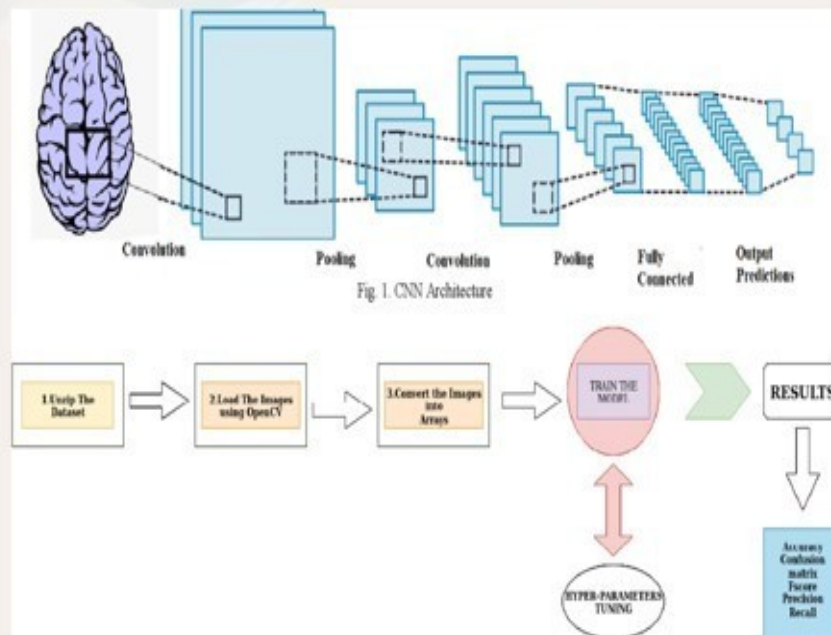 Convolution
Pooling
Convolution
Pooling
Fully
Connected
Output
Predictions
Fig. 1. CNN Architecture
1.Unzip The
Dataset
2.Load The Images
using OpenCV
3.Convert the Images
into
Arrays
TRAIN THE
MODEL
RESULTS
HYPER-PARAMETERS
TUNING
Accuracy
Confusion
matrix
Fscore
Precision
Recall